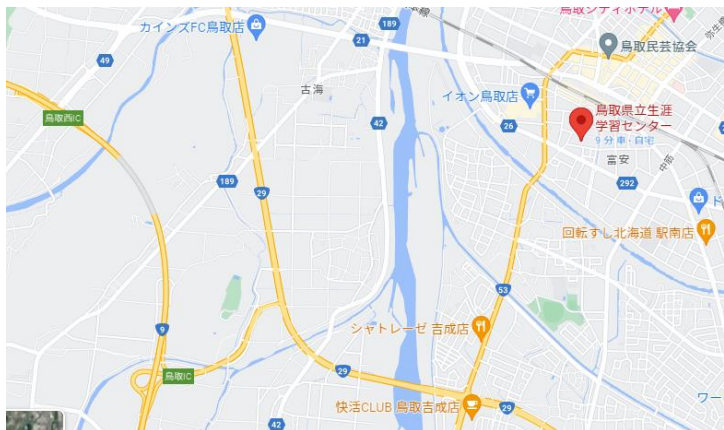 鳥取シティホテル
弥生
カインズFC鳥取店
189
21
鳥取民芸協会
49
古海
イオン鳥取店
鳥取県立生涯
学習センター
9 分 車・自宅
鳥取西IC
42
26
富安
中筋
189
29
292
回転すし北海道 駅南店
53
シャトレーゼ 吉成店
9
鳥取IC
29
ワー
快活CLUB 鳥取吉成店
29